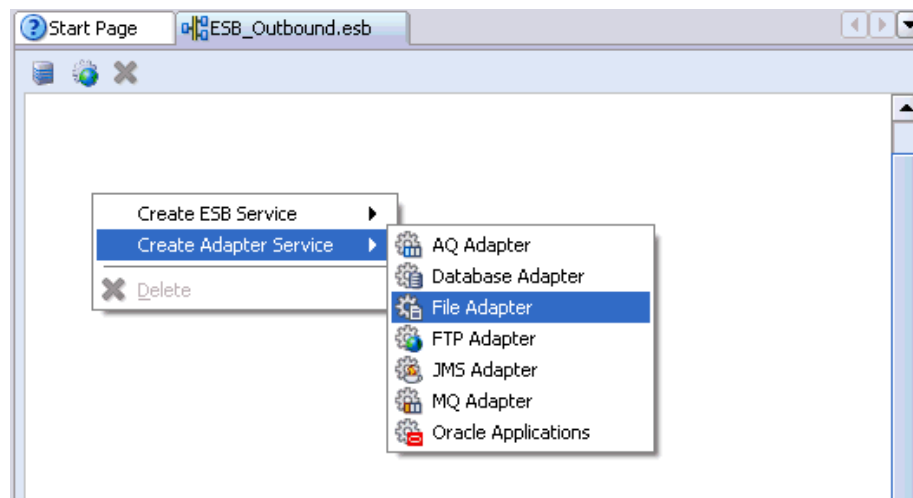 Start Page ESB_Outbound.esb
Create ESB Service
Create Adapter Service
Delete
AQ Adapter
Database Adapter
File Adapter
FTP Adapter
JMS Adapter
MQ Adapter
Oracle Applications